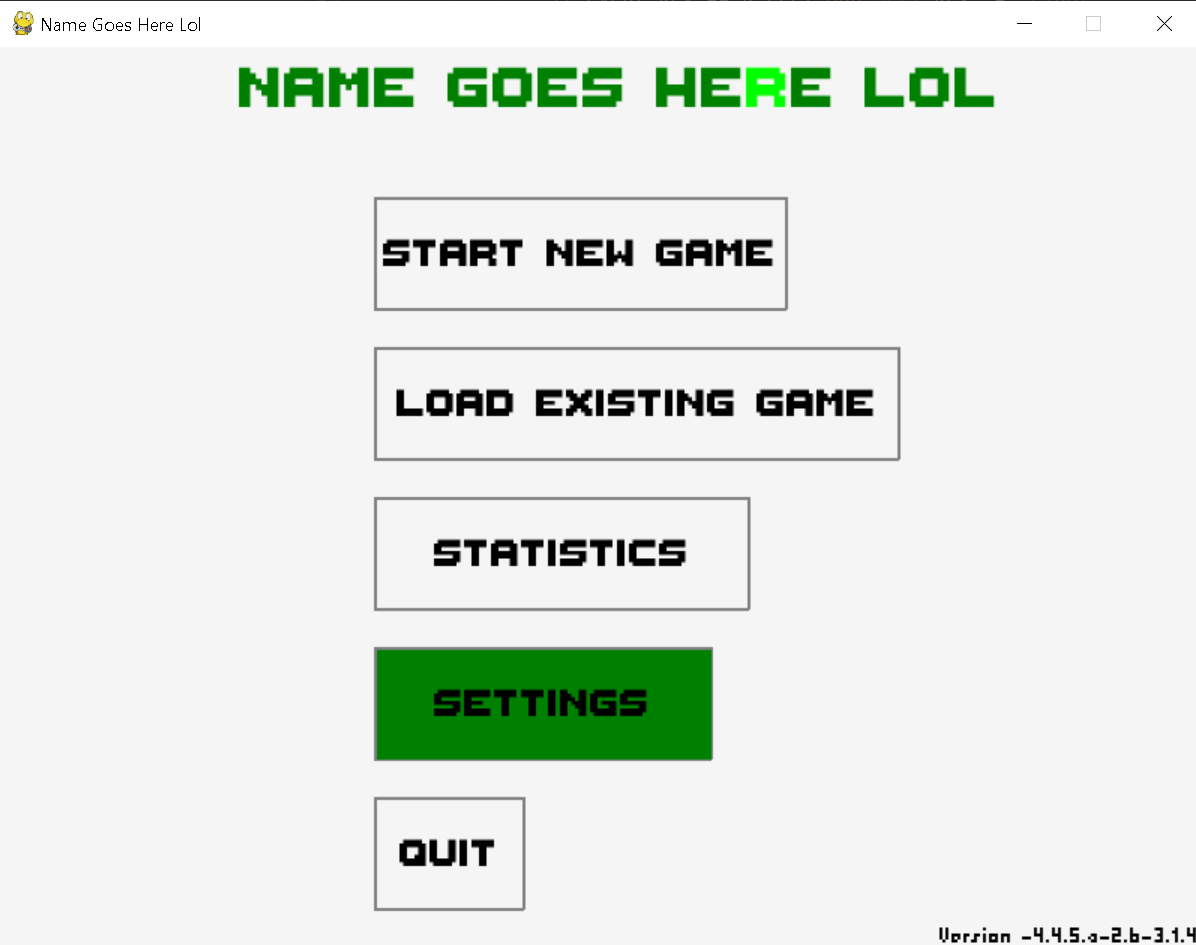 Name Goes Here Lol
NAME GOES HERE LOL
START NEW GAME
LOAD EXISTING GAME
STATISTICS
SETTINGS
QUIT
Version -4.4.5.a-2.b-3.1.4